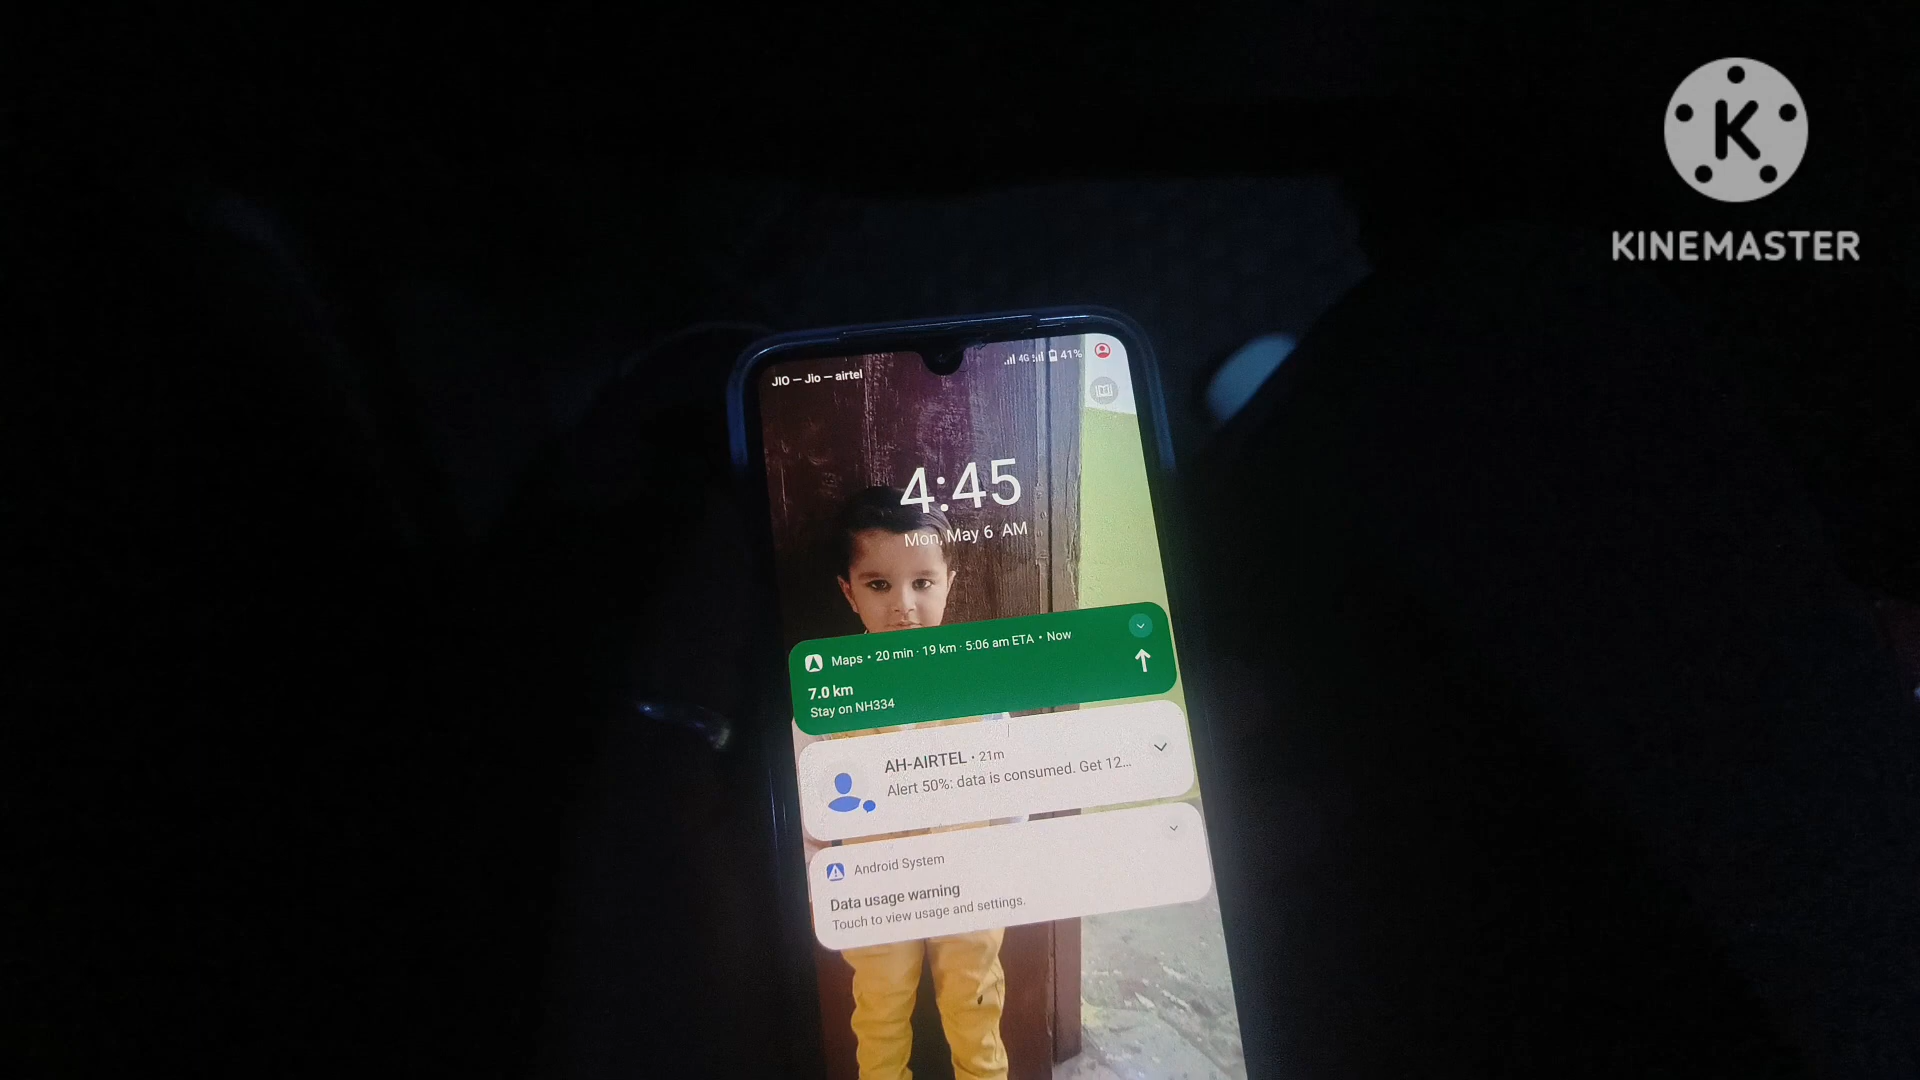 K
KINEMASTER
JIO — Jio — airtel
4G 41%
4:45
Mon, May 6 AM
Maps • 20 min · 19 km · 5:06 am ETA • Now
7.0 km
Stay on NH334
AH-AIRTEL · 21m
Alert 50%: data is consumed. Get 12...
Android System
Data usage warning
Touch to view usage and settings.